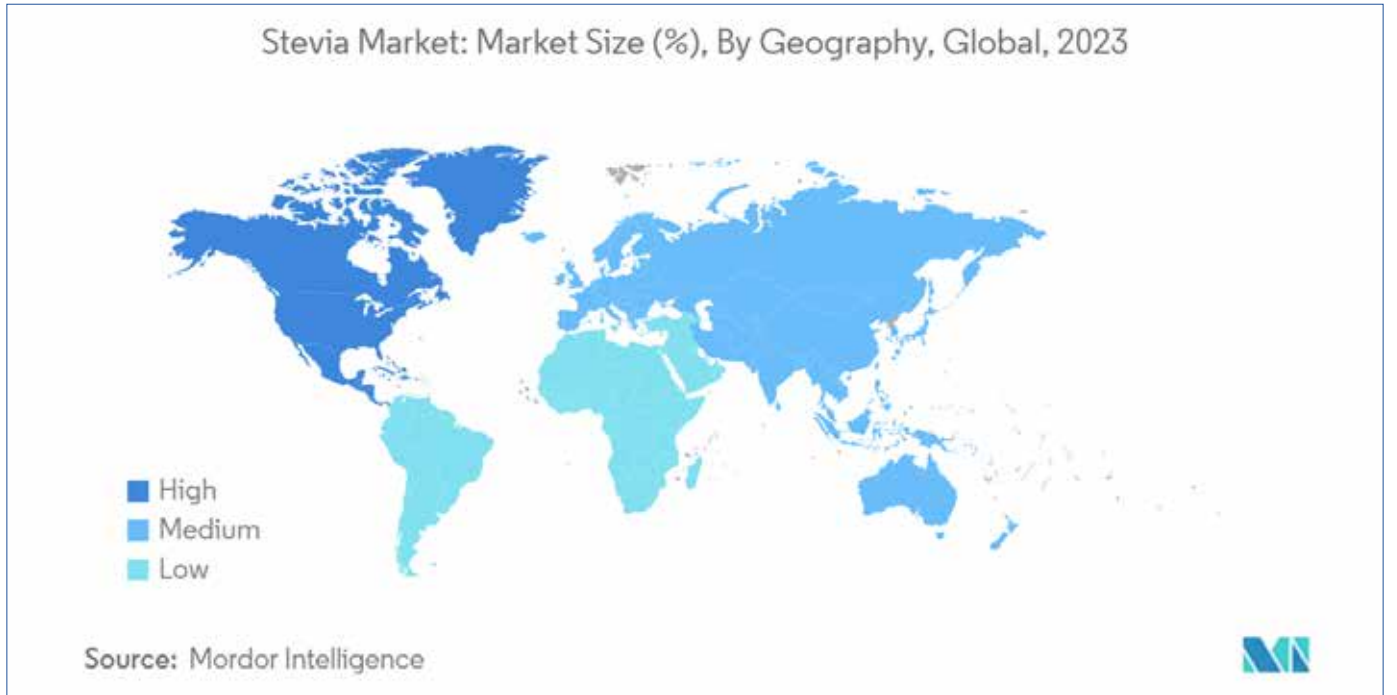 Stevia Market: Market Size (%), By Geography, Global, 2023
High
Medium
Low
Source: Mordor Intelligence